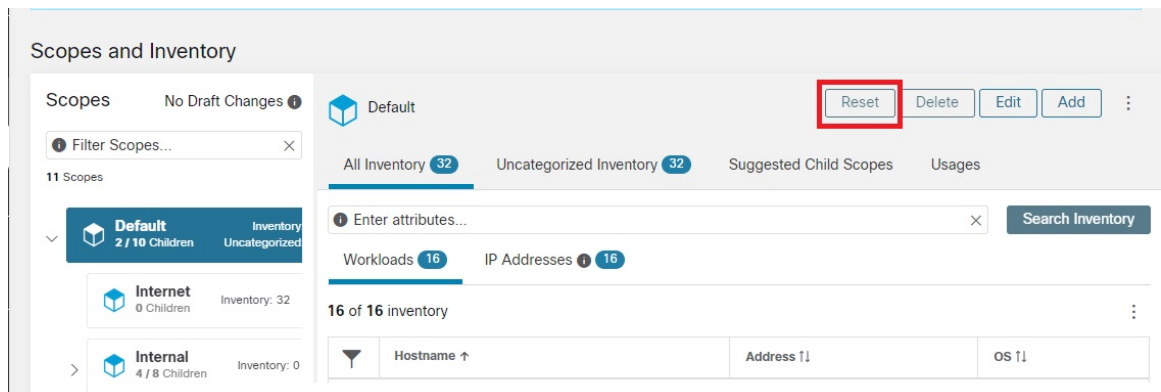 Scopes and Inventory
Scopes
No Draft Changes
Filter Scopes...
11 Scopes
Default
2 / 10 Children
Inventory
Uncategorized:
Internet
0 Children
Inventory: 32
Internal
4 / 8 Children
Inventory: 0
Default
Reset
Delete
Edit
Add
All Inventory 32
Uncategorized Inventory 32
Suggested Child Scopes
Usages
Enter attributes...
Search Inventory
Workloads 16
IP Addresses 16
16 of 16 inventory
Hostname ↑
Address ↑↓
OS ↑↓